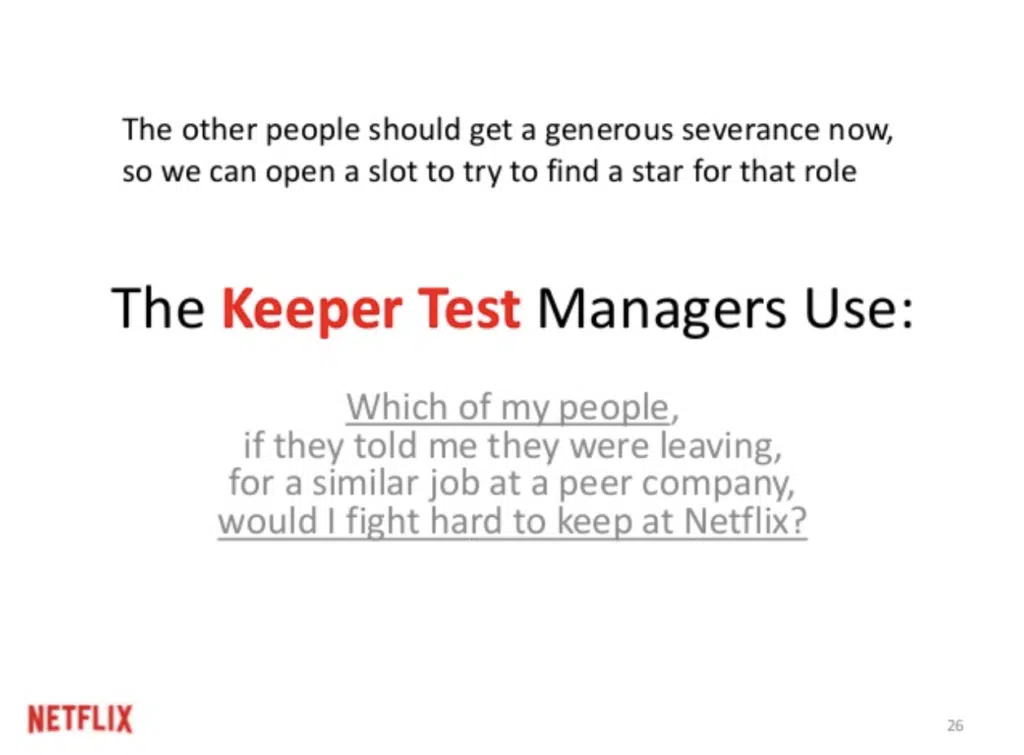 The other people should get a generous severance now,
so we can open a slot to try to find a star for that role
The Keeper Test Managers Use:
Which of my people,
if they told me they were leaving,
for a similar job at a peer company,
would I fight hard to keep at Netflix?
NETFLIX
26